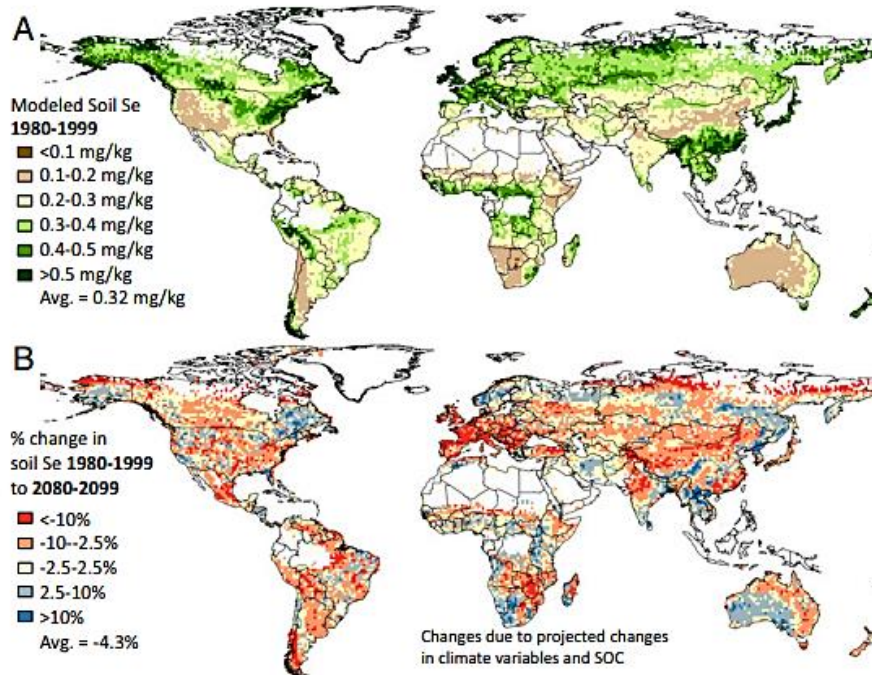 A
Modeled Soil Se
1980-1999
<0.1 mg/kg
0.1-0.2 mg/kg
0.2-0.3 mg/kg
0.3-0.4 mg/kg
0.4-0.5 mg/kg
>0.5 mg/kg
Avg. = 0.32 mg/kg
B
% change in
soil Se 1980-1999
to 2080-2099
<-10%
-10--2.5%
-2.5-2.5%
2.5-10%
>10%
Avg. = -4.3%
Changes due to projected changes
in climate variables and SOC